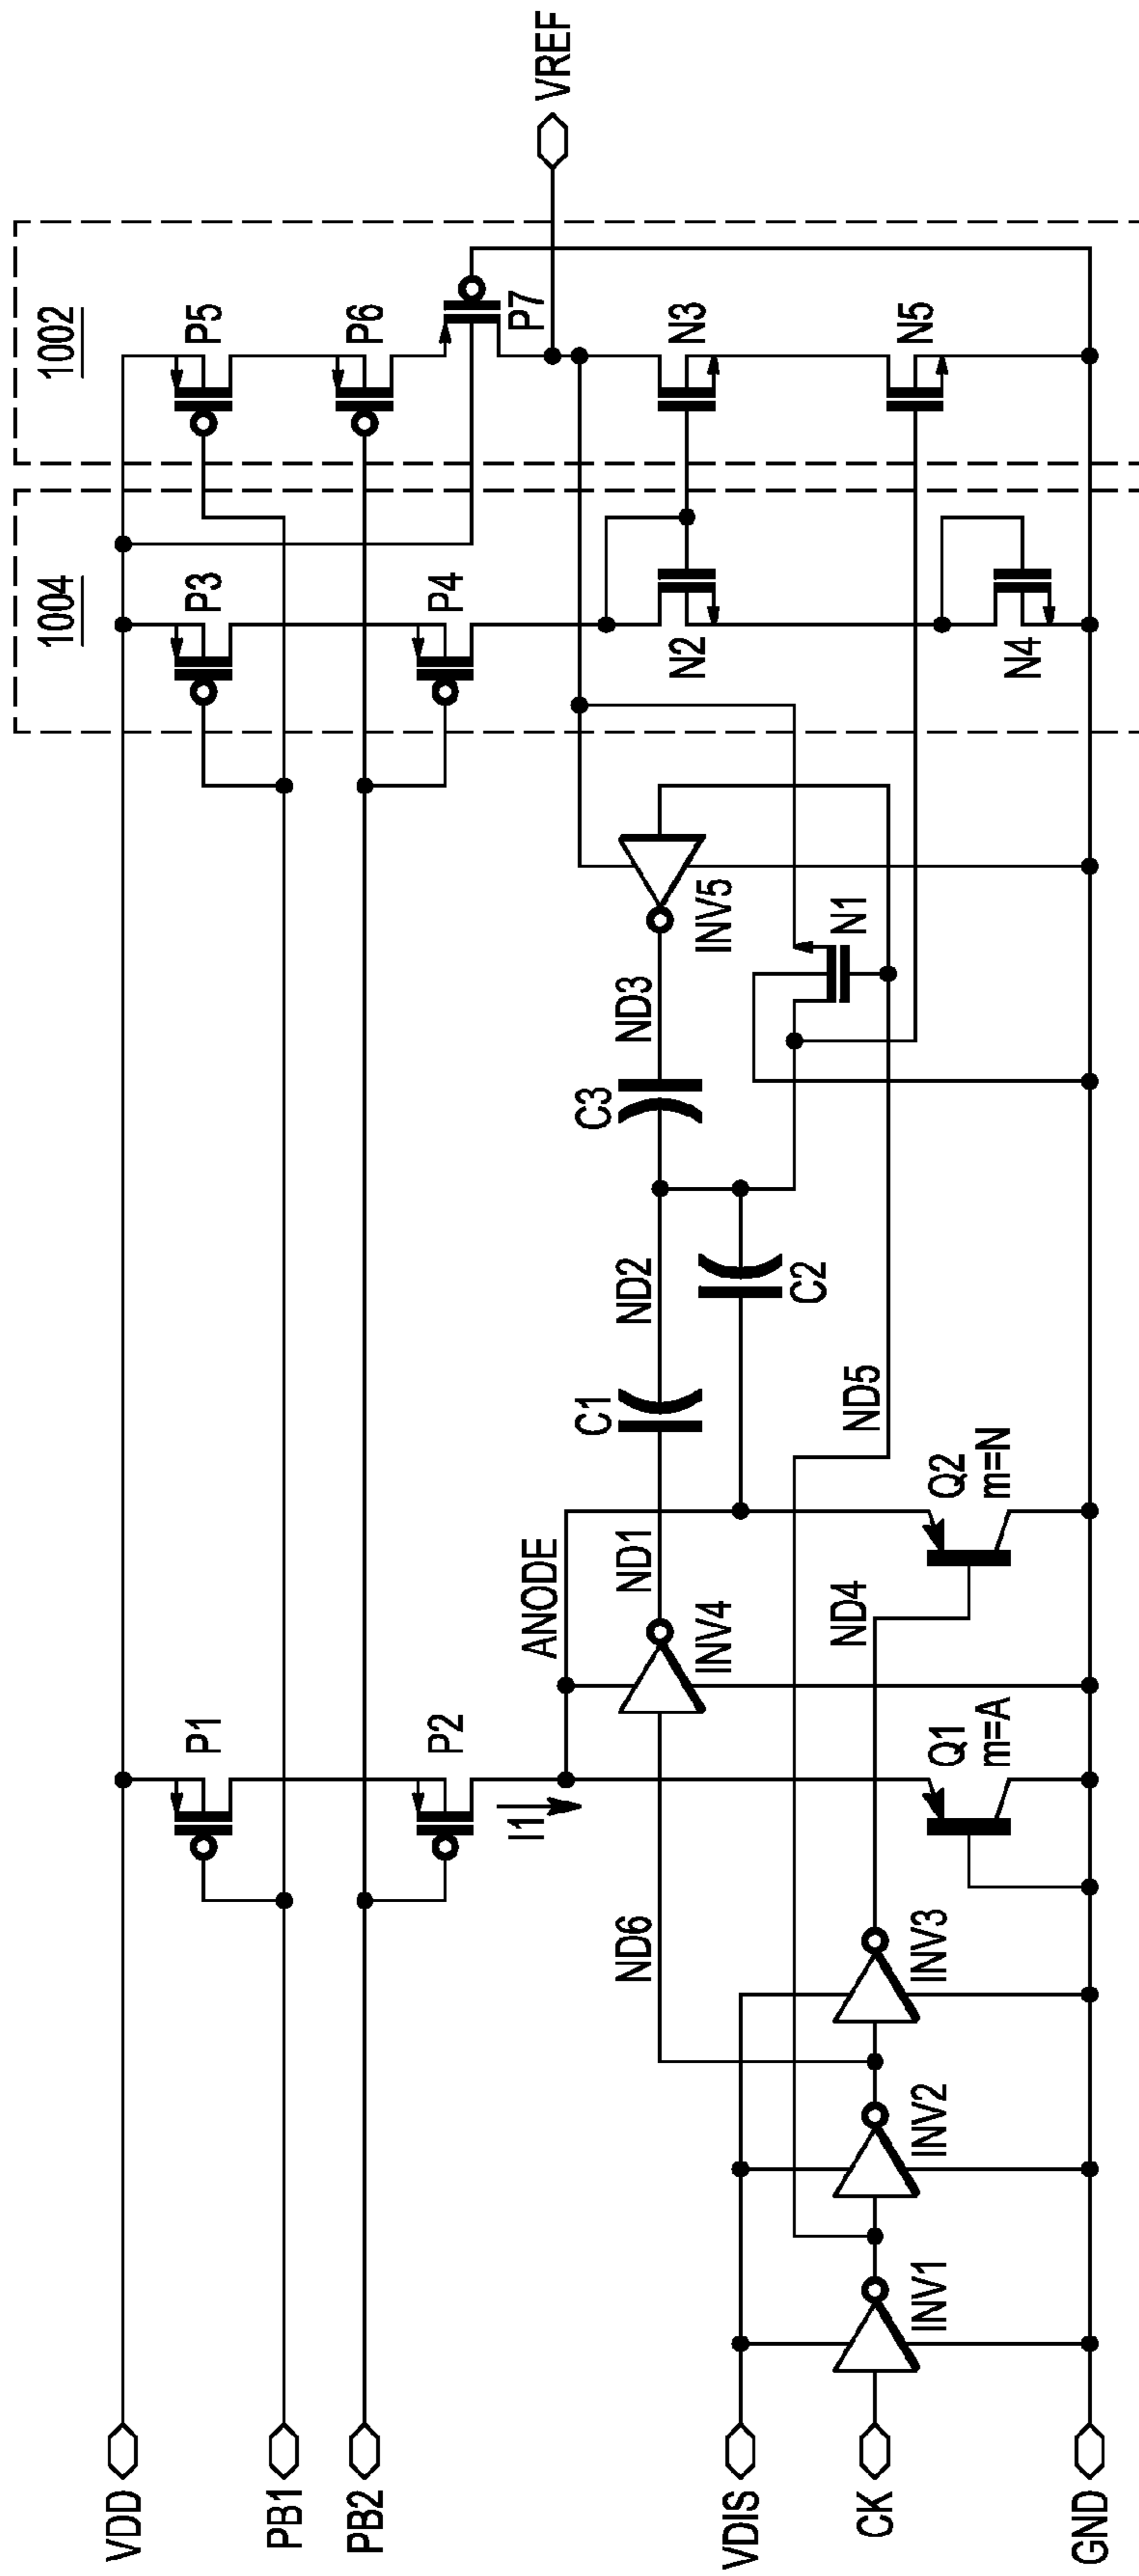 VDD
PB1
PB2
VDIS
CK
GND
INV1
INV2
INV3
ND6
P1
P2
I1
Q1
m=A
ANODE
INV4
ND1
ND4
Q2
m=N
C1
ND5
ND2
C2
C3
ND3
INV5
N1
1004
P3
P4
N2
N4
1002
P5
P6
P7
N3
N5
VREF